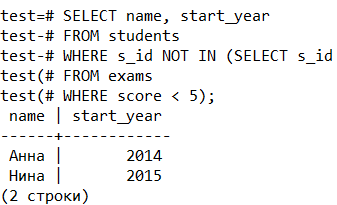 test=# SELECT name, start_year
test-# FROM students
test-# WHERE s_id NOT IN (SELECT s_id
test(# FROM exams
test(# WHERE score < 5);
 name | start_year
------+------------
 Анна |       2014
 Нина |       2015
(2 строки)